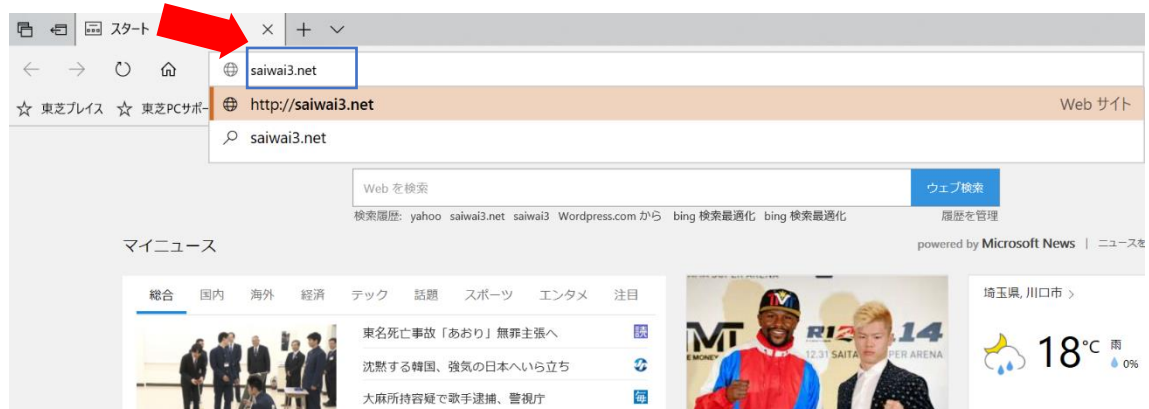 スタート
saiwai3.net
東芝プレイス 東芝PCサポー
http://saiwai3.net Web サイト
saiwai3.net
Web を検索 ウェブ検索
検索履歴: yahoo saiwai3.net saiwai3 Wordpress.com から bing 検索最適化 bing 検索最適化 履歴を管理
マイニュース powered by Microsoft News | ニュースを
総合 国内 海外 経済 テック 話題 スポーツ エンタメ 注目
東名死亡事故「あおり」無罪主張へ
沈黙する韓国、強気の日本へいら立ち
大麻所持容疑で歌手逮捕、警視庁
TMT
E MONEY
RIZ
14
12.31 SAITA
PER ARENA
埼玉県, 川口市 >
18°C 雨
0%